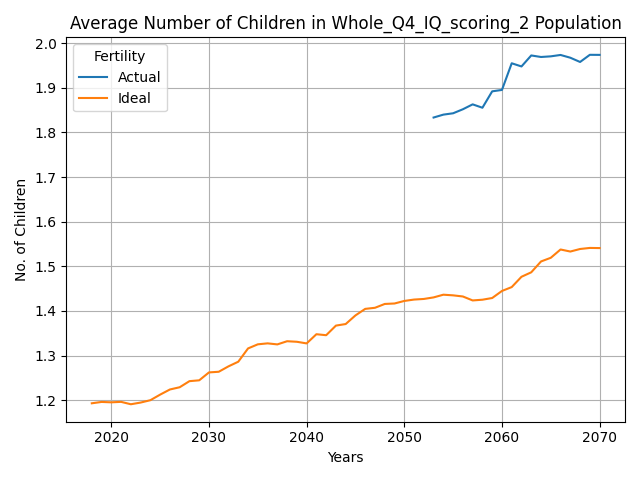 Average Number of Children in Whole_Q4_IQ_scoring_2 Population
Fertility
Actual
Ideal
2.0
1.9
1.8
1.7
1.6
1.5
1.4
1.3
1.2
No. of Children
2020
2030
2040
2050
2060
2070
Years